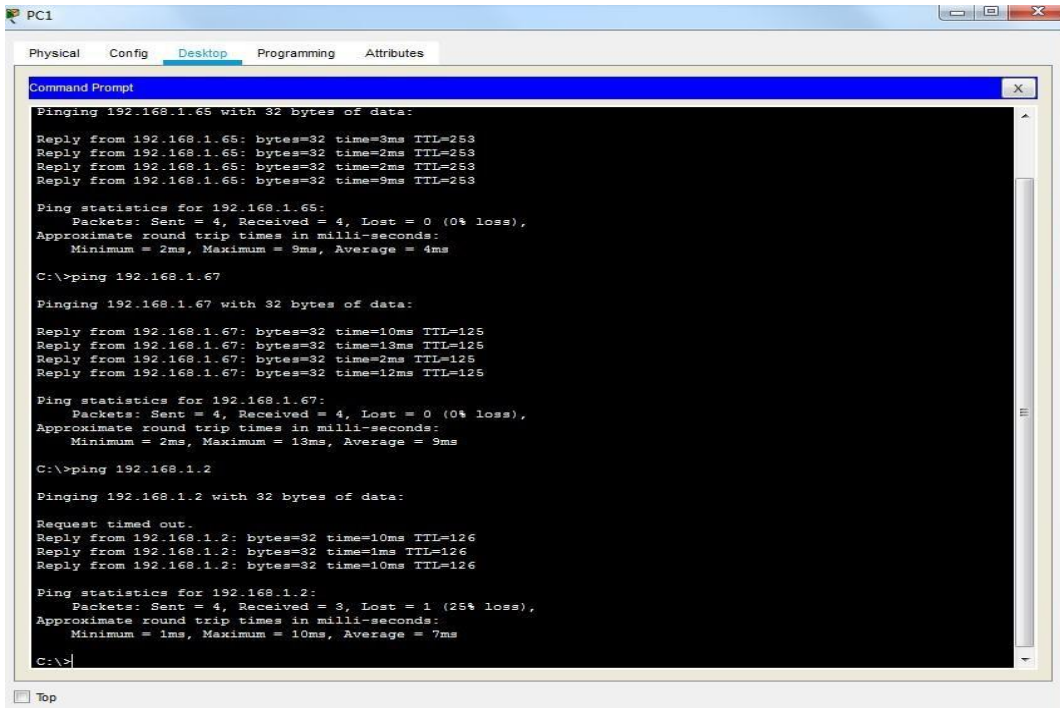 PC1
Physical Config Desktop Programming Attributes
Command Prompt X
Pinging 192.168.1.65 with 32 bytes of data:
Reply from 192.168.1.65: bytes=32 time=3ms TTL=253
Reply from 192.168.1.65: bytes=32 time=2ms TTL=253
Reply from 192.168.1.65: bytes=32 time=2ms TTL=253
Reply from 192.168.1.65: bytes=32 time=9ms TTL=253
Ping statistics for 192.168.1.65:
Packets: Sent = 4, Received = 4, Lost = 0 (0% loss),
Approximate round trip times in milli-seconds:
Minimum = 2ms, Maximum = 9ms, Average = 4ms
C:\>ping 192.168.1.67
Pinging 192.168.1.67 with 32 bytes of data:
Reply from 192.168.1.67: bytes=32 time=10ms TTL=125
Reply from 192.168.1.67: bytes=32 time=13ms TTL=125
Reply from 192.168.1.67: bytes=32 time=2ms TTL=125
Reply from 192.168.1.67: bytes=32 time=12ms TTL=125
Ping statistics for 192.168.1.67:
Packets: Sent = 4, Received = 4, Lost = 0 (0% loss),
Approximate round trip times in milli-seconds:
Minimum = 2ms, Maximum = 13ms, Average = 9ms
C:\>ping 192.168.1.2
Pinging 192.168.1.2 with 32 bytes of data:
Request timed out.
Reply from 192.168.1.2: bytes=32 time=10ms TTL=126
Reply from 192.168.1.2: bytes=32 time=1ms TTL=126
Reply from 192.168.1.2: bytes=32 time=10ms TTL=126
Ping statistics for 192.168.1.2:
Packets: Sent = 4, Received = 3, Lost = 1 (25% loss),
Approximate round trip times in milli-seconds:
Minimum = 1ms, Maximum = 10ms, Average = 7ms
C:\>
Top